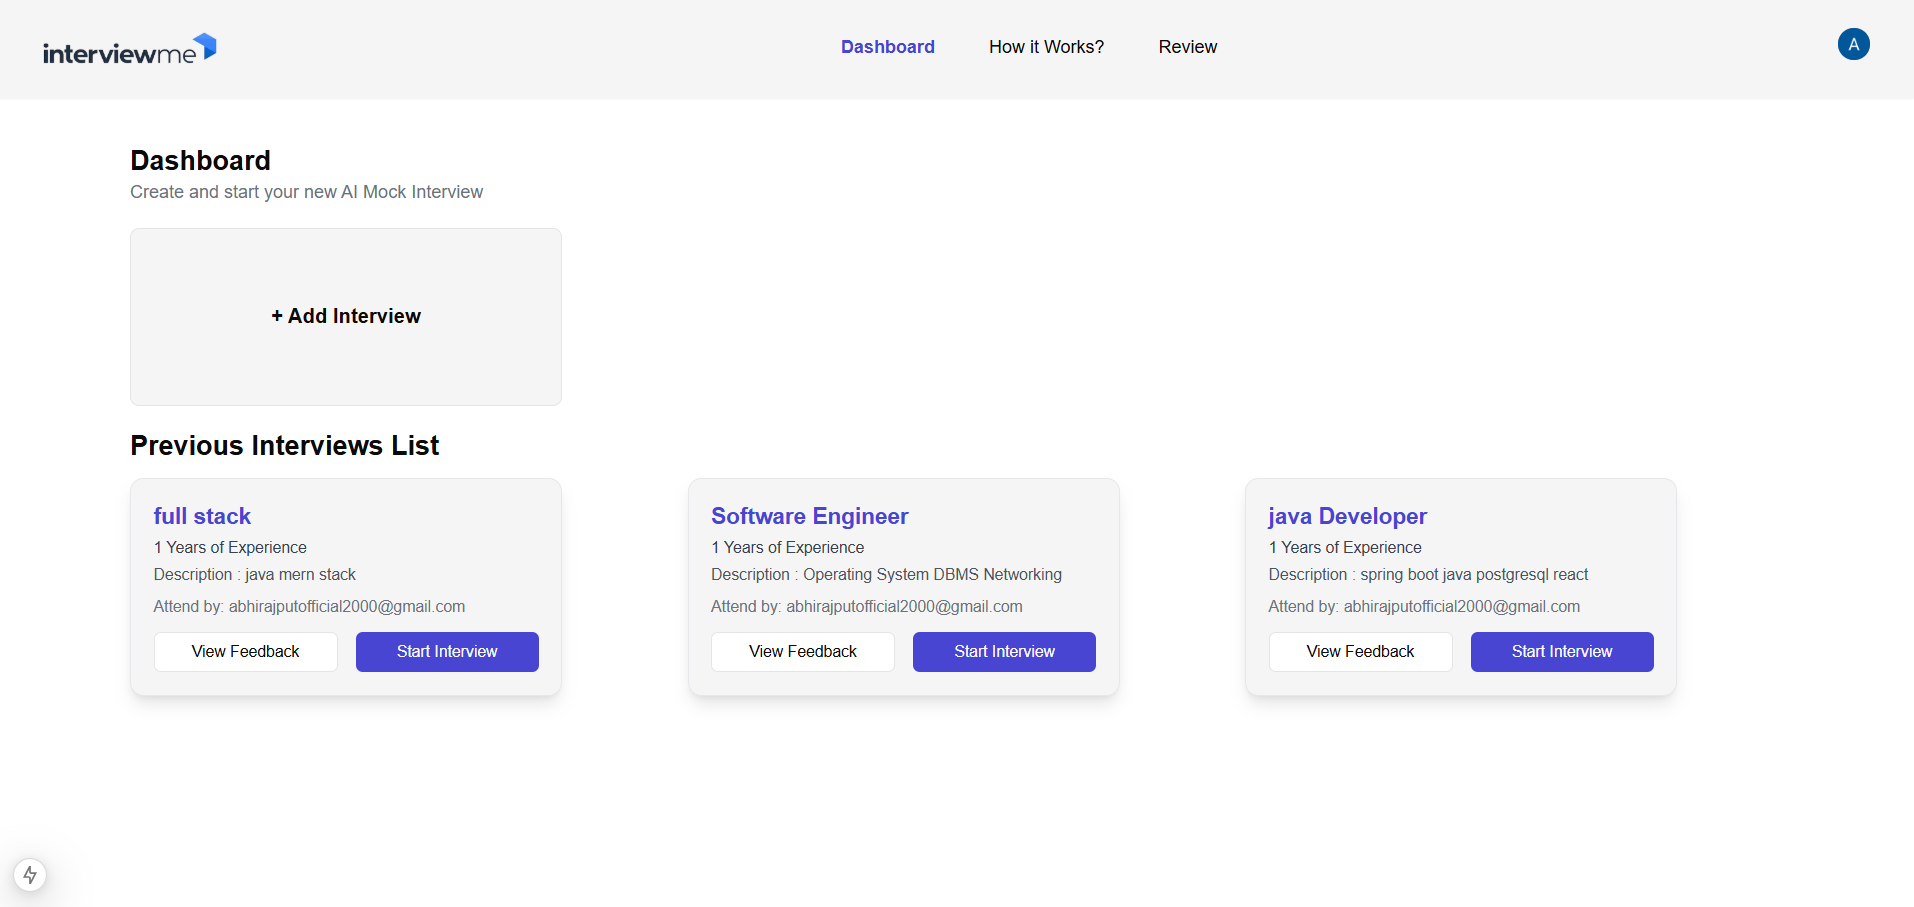 interviewme
Dashboard How it Works? Review
A
Dashboard
Create and start your new AI Mock Interview
+ Add Interview
Previous Interviews List
full stack
1 Years of Experience
Description : java mern stack
Attend by: abhirajputofficial2000@gmail.com
View Feedback Start Interview
Software Engineer
1 Years of Experience
Description : Operating System DBMS Networking
Attend by: abhirajputofficial2000@gmail.com
View Feedback Start Interview
java Developer
1 Years of Experience
Description : spring boot java postgresql react
Attend by: abhirajputofficial2000@gmail.com
View Feedback Start Interview